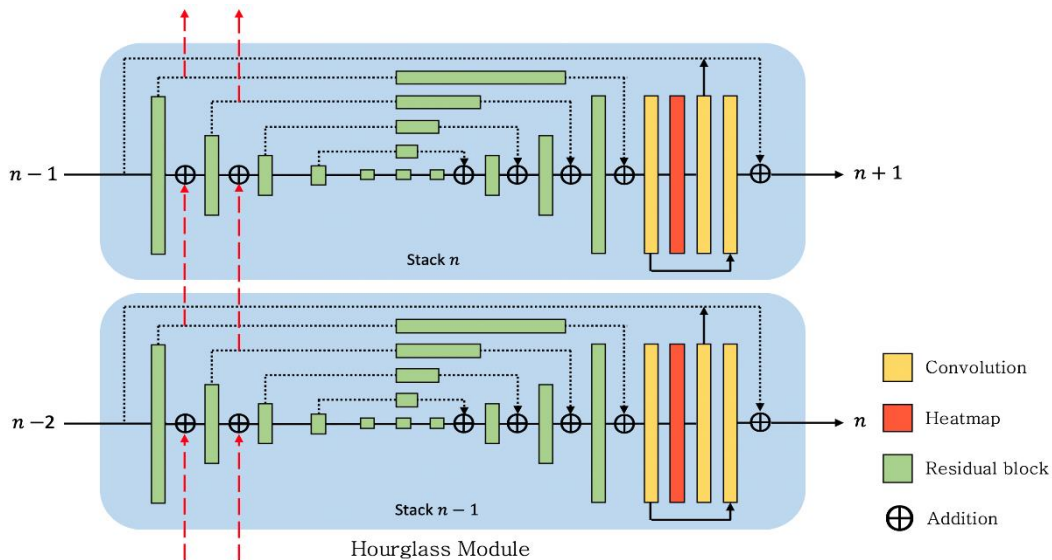 n − 1
n + 1
Stack n
n − 2
n
Stack n − 1
Hourglass Module
Convolution
Heatmap
Residual block
Addition